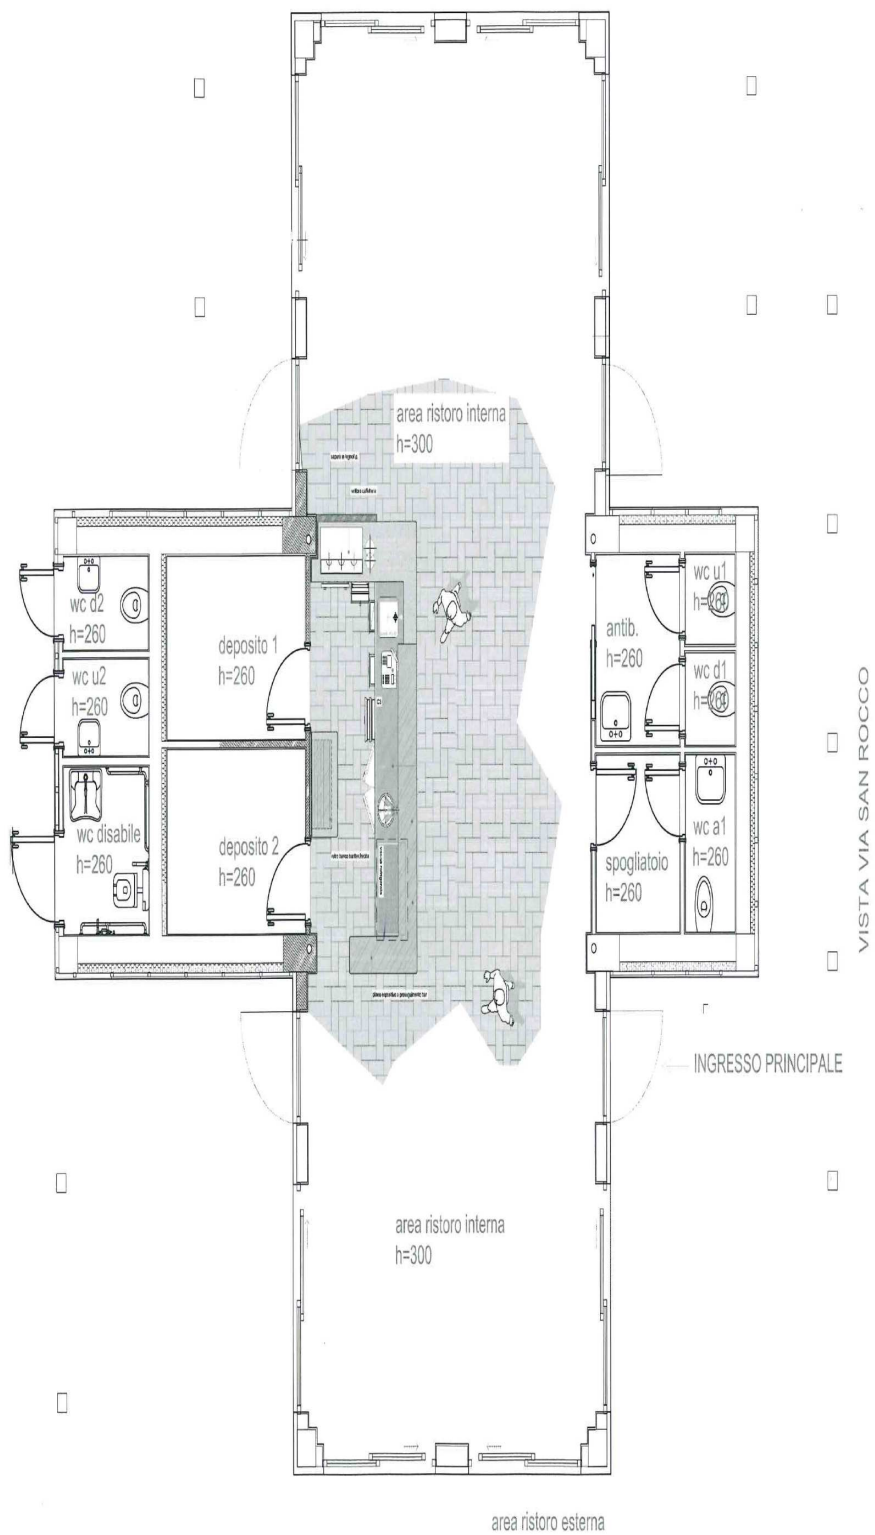 area ristoro interna
h=300
wc d2
h=260
wc u2
h=260
wc disabile
h=260
deposito 1
h=260
deposito 2
h=260
antib.
h=260
wc u1
h=260
wc d1
h=260
spogliatoio
h=260
wc a1
h=260
VISTA VIA SAN ROCCO
INGRESSO PRINCIPALE
area ristoro interna
h=300
area ristoro esterna